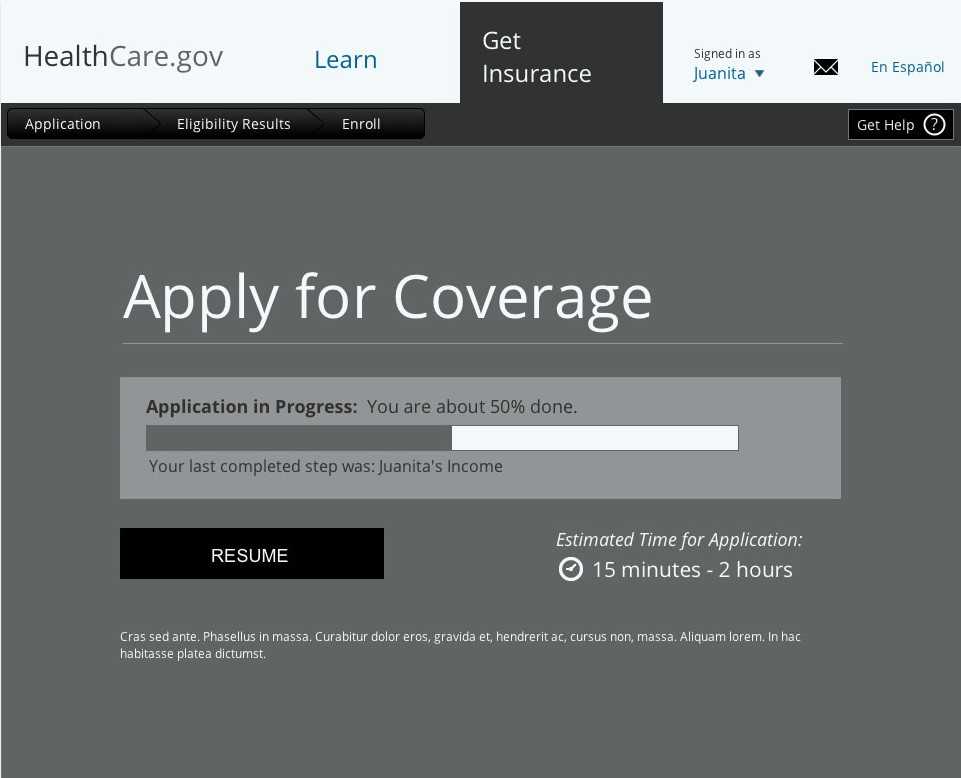 HealthCare.gov
Learn
Get
Insurance
Signed in as
Juanita
En Español
Application
Eligibility Results
Enroll
Get Help ?
Apply for Coverage
Application in Progress: You are about 50% done.
Your last completed step was: Juanita's Income
RESUME
Estimated Time for Application:
15 minutes - 2 hours
Cras sed ante. Phasellus in massa. Curabitur dolor eros, gravida et, hendrerit ac, cursus non, massa. Aliquam lorem. In hac
habitasse platea dictumst.